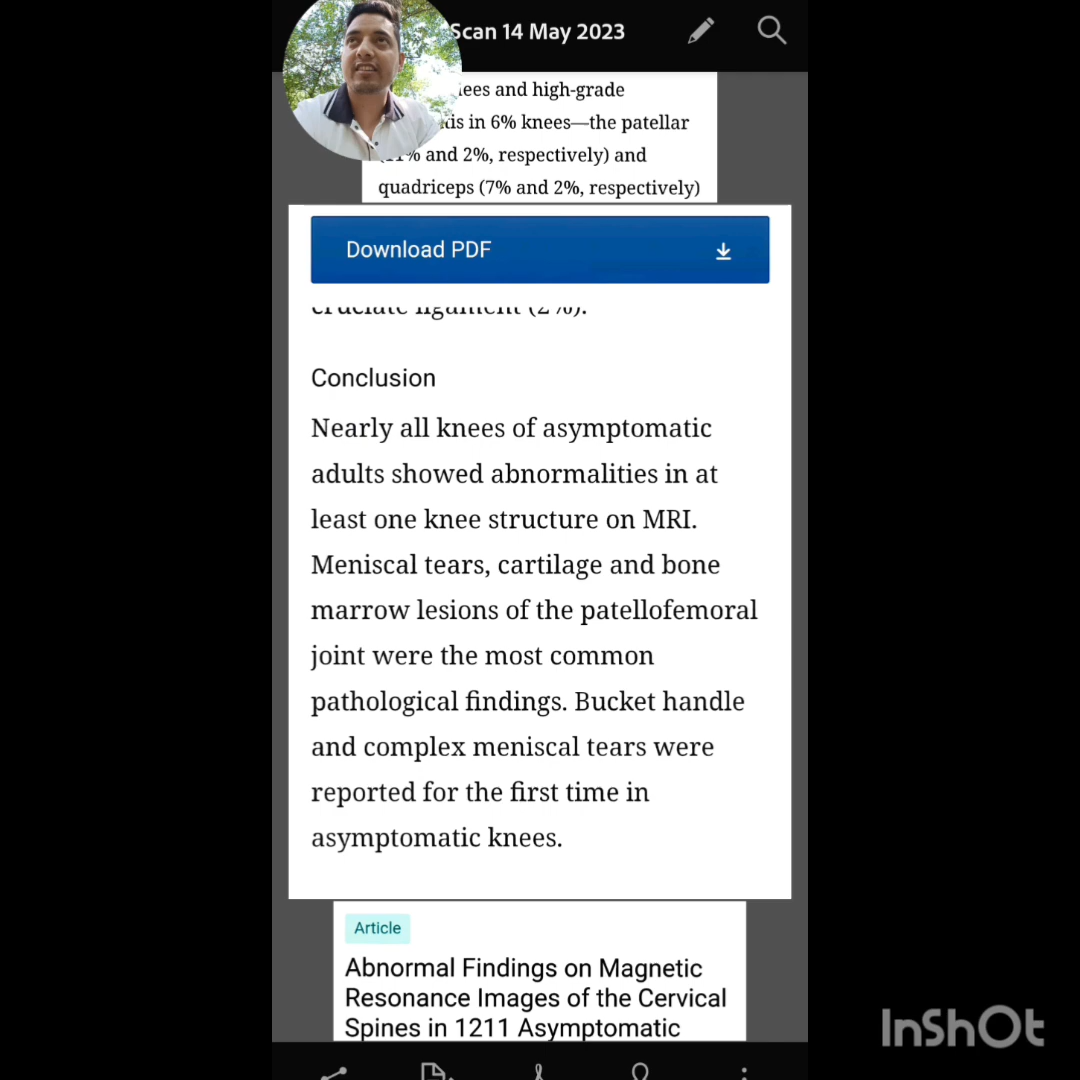 Scan 14 May 2023
and high-grade
in 6% knees—the patellar
and 2%, respectively) and
quadriceps (7% and 2%, respectively)
Download PDF
cruciate ligament (2%).
Conclusion
Nearly all knees of asymptomatic
adults showed abnormalities in at
least one knee structure on MRI.
Meniscal tears, cartilage and bone
marrow lesions of the patellofemoral
joint were the most common
pathological findings. Bucket handle
and complex meniscal tears were
reported for the first time in
asymptomatic knees.
Article
Abnormal Findings on Magnetic
Resonance Images of the Cervical
Spines in 1211 Asymptomatic
InShOt